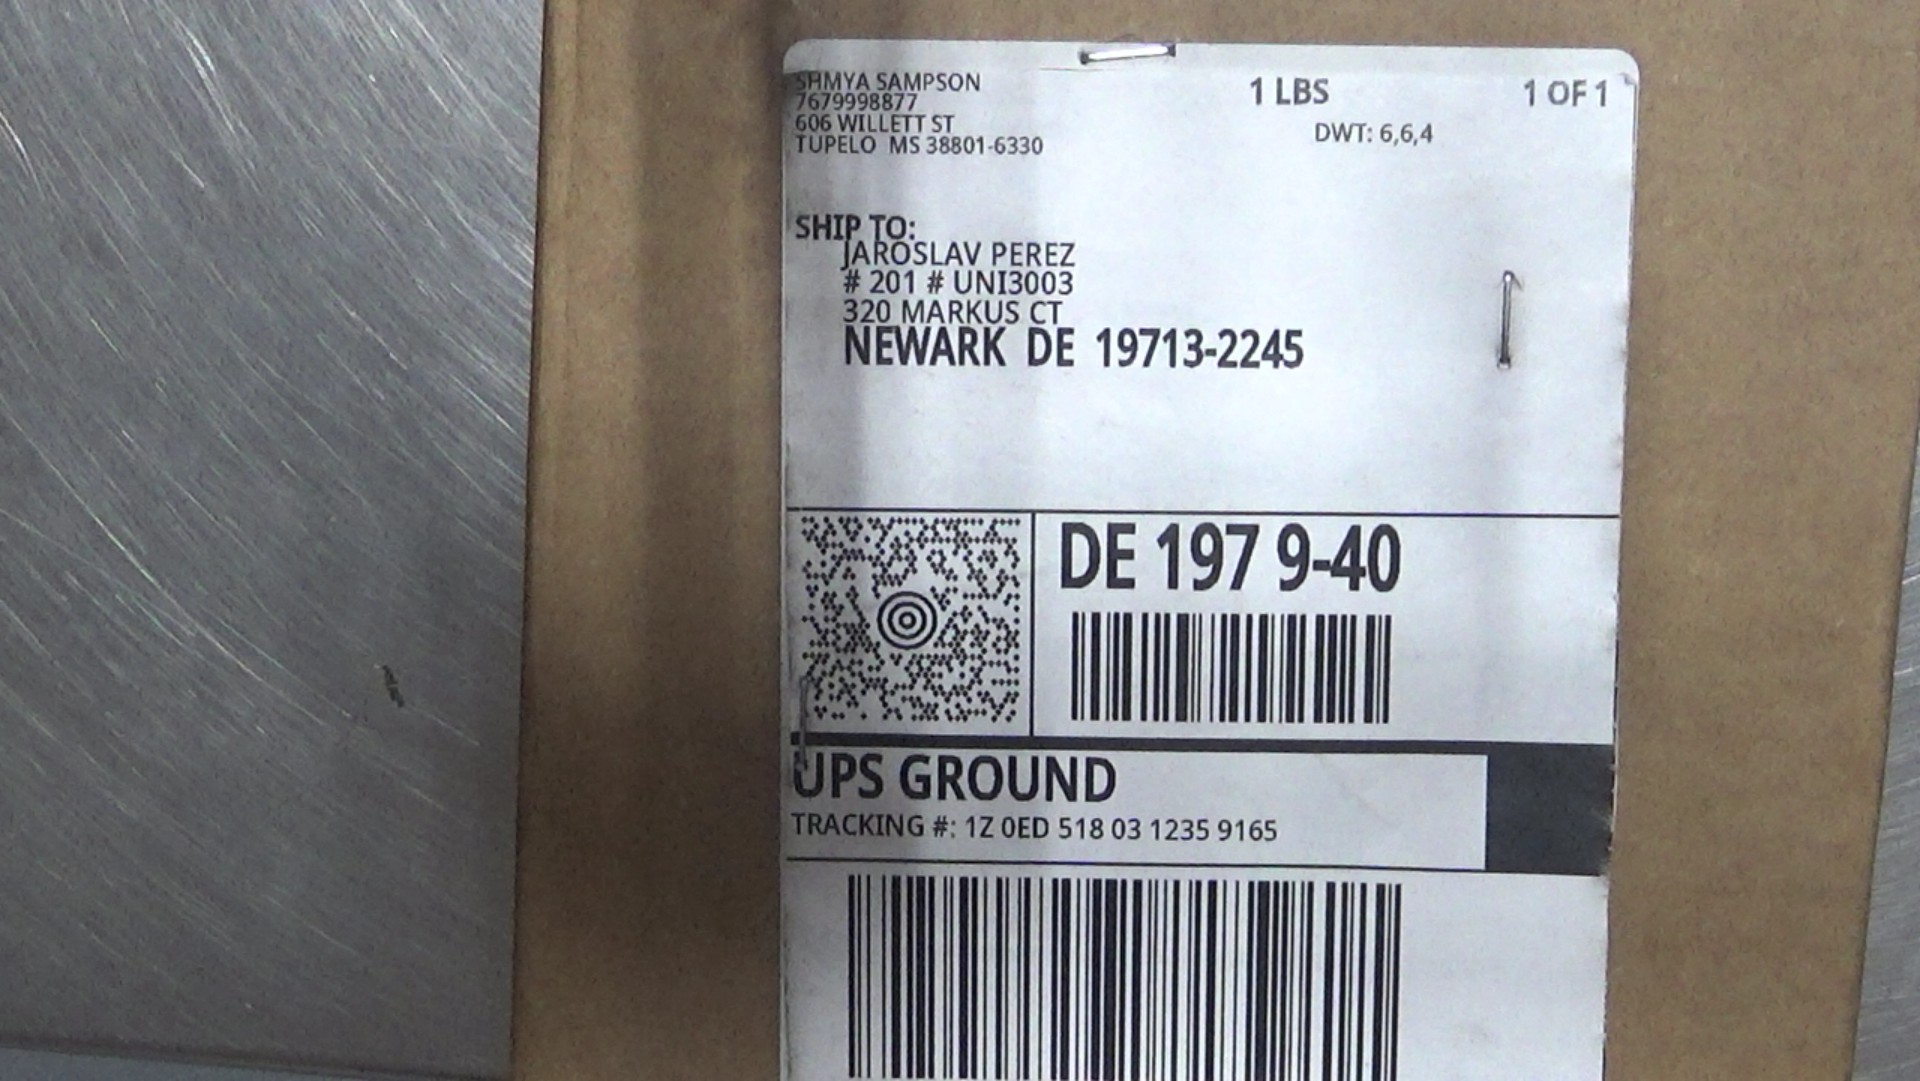 SHMYA SAMPSON
7679998877
606 WILLETT ST
TUPELO MS 38801-6330
1 LBS
1 OF 1
DWT: 6,6,4
SHIP TO:
JAROSLAV PEREZ
# 201 # UNI3003
320 MARKUS CT
NEWARK DE 19713-2245
DE 197 9-40
UPS GROUND
TRACKING #: 1Z 0ED 518 03 1235 9165